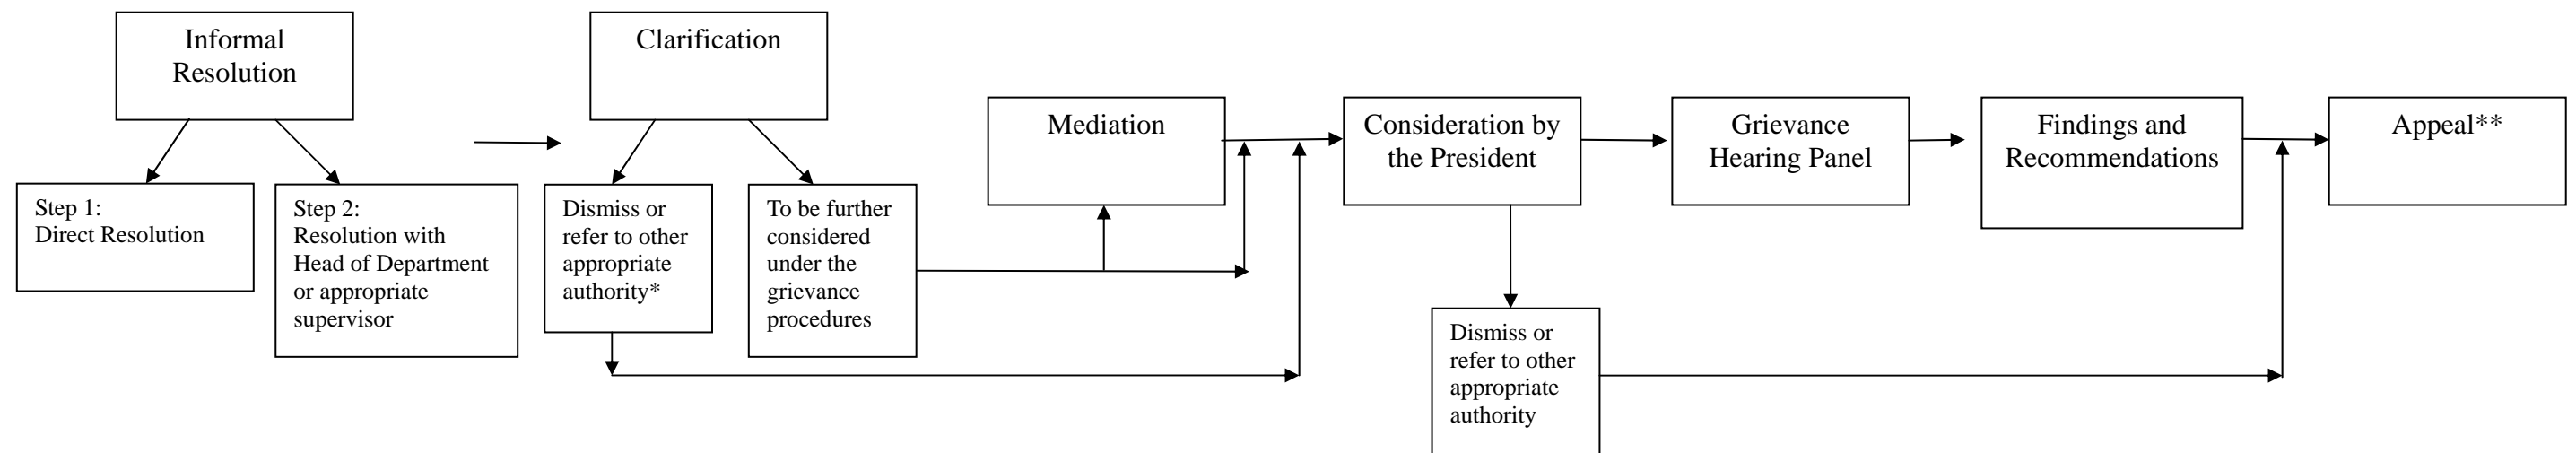 Informal
Resolution
Step 1:
Direct Resolution
Step 2:
Resolution with
Head of Department
or appropriate
supervisor
Clarification
Dismiss or
refer to other
appropriate
authority*
To be further
considered
under the
grievance
procedures
Mediation
Consideration by
the President
Dismiss or
refer to other
appropriate
authority
Grievance
Hearing Panel
Findings and
Recommendations
Appeal**